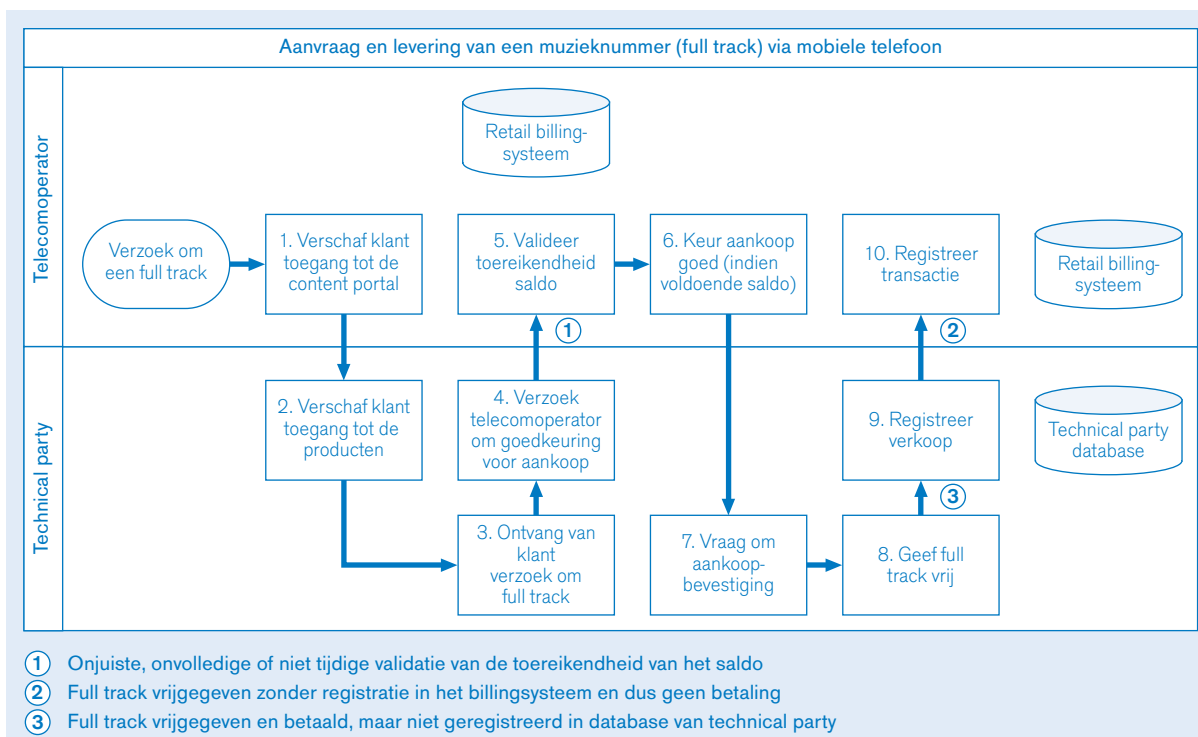 Aanvraag en levering van een muzieknummer (full track) via mobiele telefoon
Telecomoperator
Retail billing-
systeem
Verzoek om
een full track
1. Verschaf klant
toegang tot de
content portal
5. Valideer
toereikendheid
saldo
6. Keur aankoop
goed (indien
voldoende saldo)
10. Registreer
transactie
Retail billing-
systeem
1
2
Technical party
2. Verschaf klant
toegang tot de
producten
4. Verzoek
telecomoperator
om goedkeuring
voor aankoop
9. Registreer
verkoop
Technical party
database
3
3. Ontvang van
klant
verzoek om
full track
7. Vraag om
aankoop-
bevestiging
8. Geef full
track vrij
1 Onjuiste, onvolledige of niet tijdige validatie van de toereikendheid van het saldo
2 Full track vrijgegeven zonder registratie in het billingsysteem en dus geen betaling
3 Full track vrijgegeven en betaald, maar niet geregistreerd in database van technical party